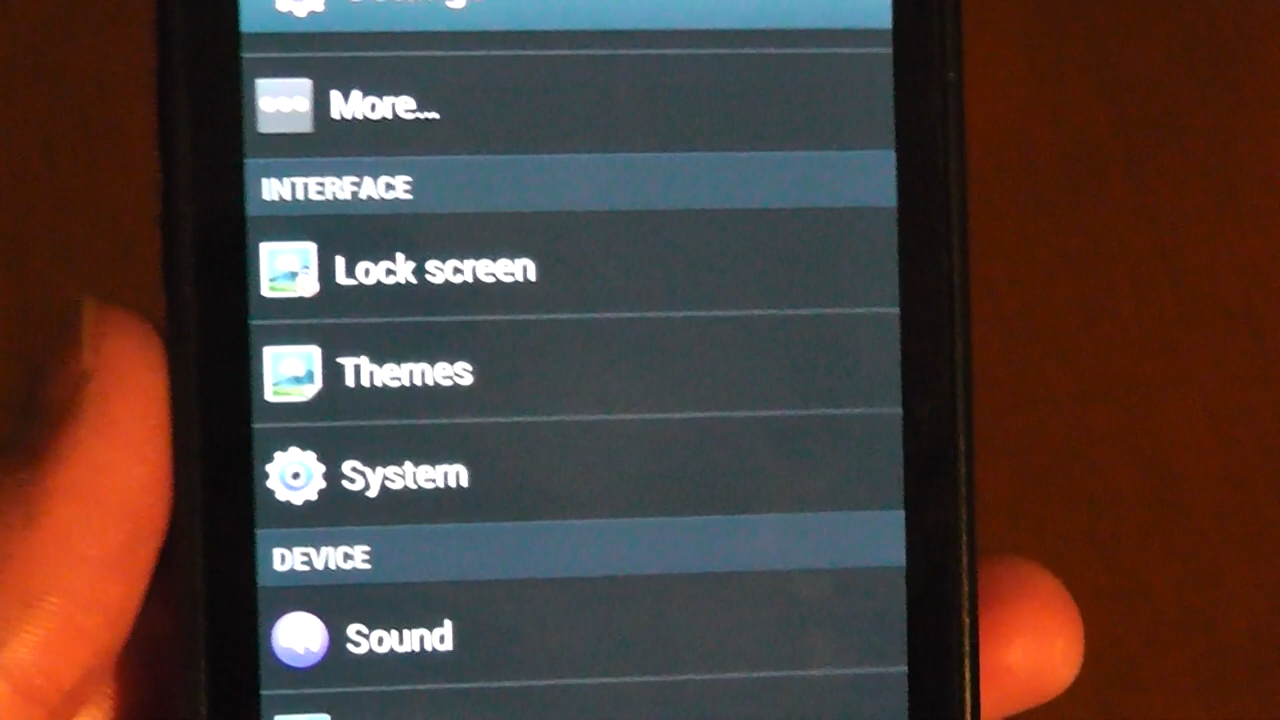 More...
INTERFACE
Lock screen
Themes
System
DEVICE
Sound